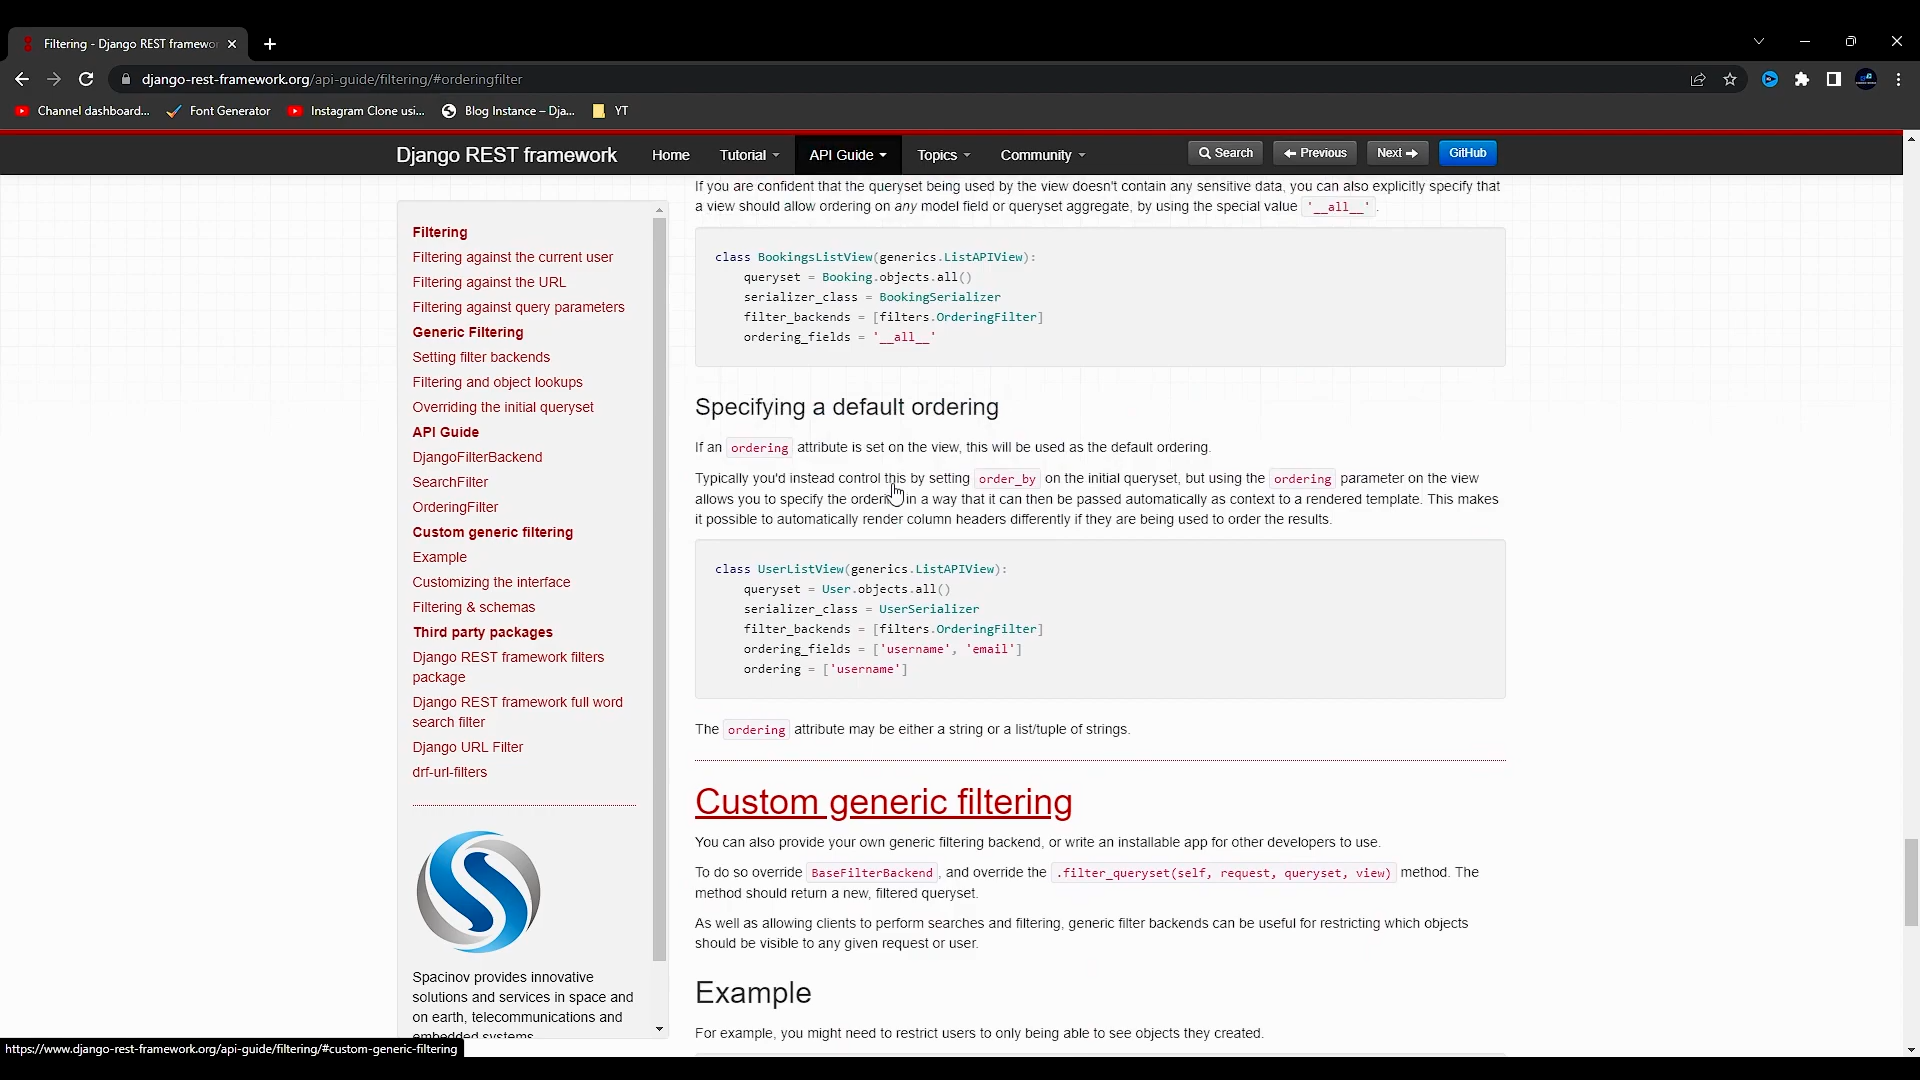 Filtering - Django REST framewor
django-rest-framework.org/api-guide/filtering/#orderingfilter
Channel dashboard...
Font Generator
Instagram Clone usi...
Blog Instance – Dja...
YT
Django REST framework
Home
Tutorial
API Guide
Topics
Community
Search
Previous
Next
GitHub
Filtering
Filtering against the current user
Filtering against the URL
Filtering against query parameters
Generic Filtering
Setting filter backends
Filtering and object lookups
Overriding the initial queryset
API Guide
DjangoFilterBackend
SearchFilter
OrderingFilter
Custom generic filtering
Example
Customizing the interface
Filtering & schemas
Third party packages
Django REST framework filters
package
Django REST framework full word
search filter
Django URL Filter
drf-url-filters
Spacinov provides innovative
solutions and services in space and
on earth, telecommunications and
embedded systems
If you are confident that the queryset being used by the view doesn't contain any sensitive data, you can also explicitly specify that
a view should allow ordering on any model field or queryset aggregate, by using the special value '__all__' .
class BookingsListView(generics.ListAPIView):
queryset = Booking.objects.all()
serializer_class = BookingSerializer
filter_backends = [filters.OrderingFilter]
ordering_fields = '__all__'
Specifying a default ordering
If an ordering attribute is set on the view, this will be used as the default ordering.
Typically you'd instead control this by setting order_by on the initial queryset, but using the ordering parameter on the view
allows you to specify the ordering in a way that it can then be passed automatically as context to a rendered template. This makes
it possible to automatically render column headers differently if they are being used to order the results.
class UserListView(generics.ListAPIView):
queryset = User.objects.all()
serializer_class = UserSerializer
filter_backends = [filters.OrderingFilter]
ordering_fields = ['username', 'email']
ordering = ['username']
The ordering attribute may be either a string or a list/tuple of strings.
Custom generic filtering
You can also provide your own generic filtering backend, or write an installable app for other developers to use.
To do so override BaseFilterBackend , and override the .filter_queryset(self, request, queryset, view) method. The
method should return a new, filtered queryset.
As well as allowing clients to perform searches and filtering, generic filter backends can be useful for restricting which objects
should be visible to any given request or user.
Example
For example, you might need to restrict users to only being able to see objects they created.
https://www.django-rest-framework.org/api-guide/filtering/#custom-generic-filtering